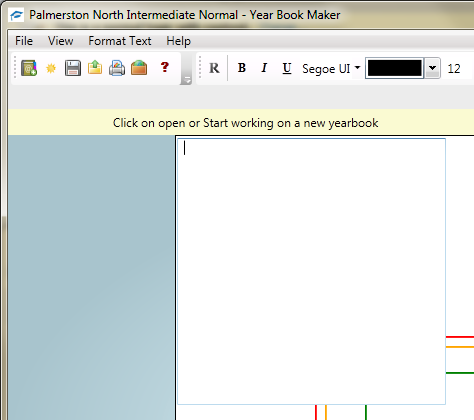 Palmerston North Intermediate Normal - Year Book Maker
File View Format Text Help
? R B I U Segoe UI 12
Click on open or Start working on a new yearbook